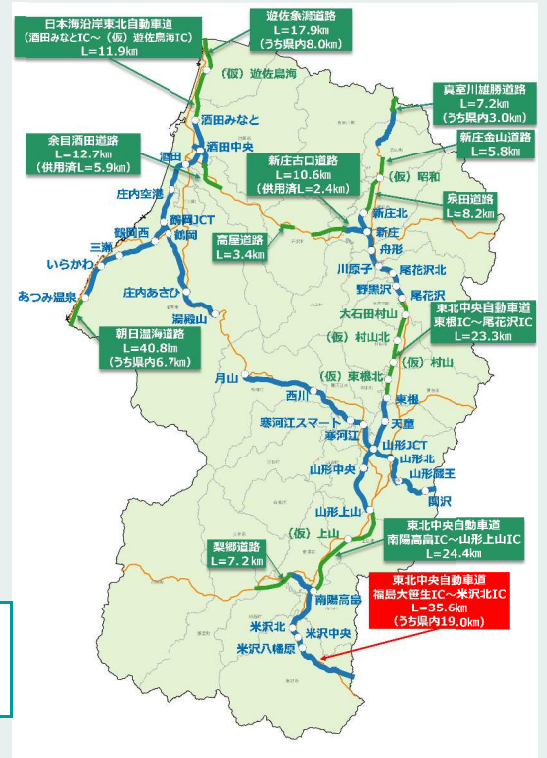 日本海沿岸東北自動車道
(酒田みなとIC～(仮)遊佐鳥海IC)
L=11.9km
遊佐象潟道路
L=17.9km
(うち県内8.0km)
(仮)遊佐鳥海
真室川雄勝道路
L=7.2km
(うち県内3.0km)
酒田みなと
新庄金山道路
L=5.8km
余目酒田道路
L=12.7km
(供用済L=5.9km)
酒田中央
酒田
新庄古口道路
L=10.6km
(供用済L=2.4km)
(仮)昭和
泉田道路
L=8.2km
庄内空港
新庄北
鶴岡JCT
鶴岡西
鶴岡
新庄
高屋道路
L=3.4km
舟形
三瀬
いらかわ
川原子
尾花沢北
野黒沢
尾花沢
あつみ温泉
庄内あさひ
大石田村山
東北中央自動車道
東根IC～尾花沢IC
L=23.3km
湯殿山
朝日温海道路
L=40.8km
(うち県内6.7km)
(仮)村山北
(仮)村山
(仮)東根北
月山
西川
東根
寒河江スマート
寒河江
天童
山形JCT
山形北
山形中央
山形蔵王
関沢
山形上山
(仮)上山
東北中央自動車道
南陽高畠IC～山形上山IC
L=24.4km
梨郷道路
L=7.2km
東北中央自動車道
福島大笹生IC～米沢北IC
L=35.6km
(うち県内19.0km)
南陽高畠
米沢北
米沢中央
米沢八幡原